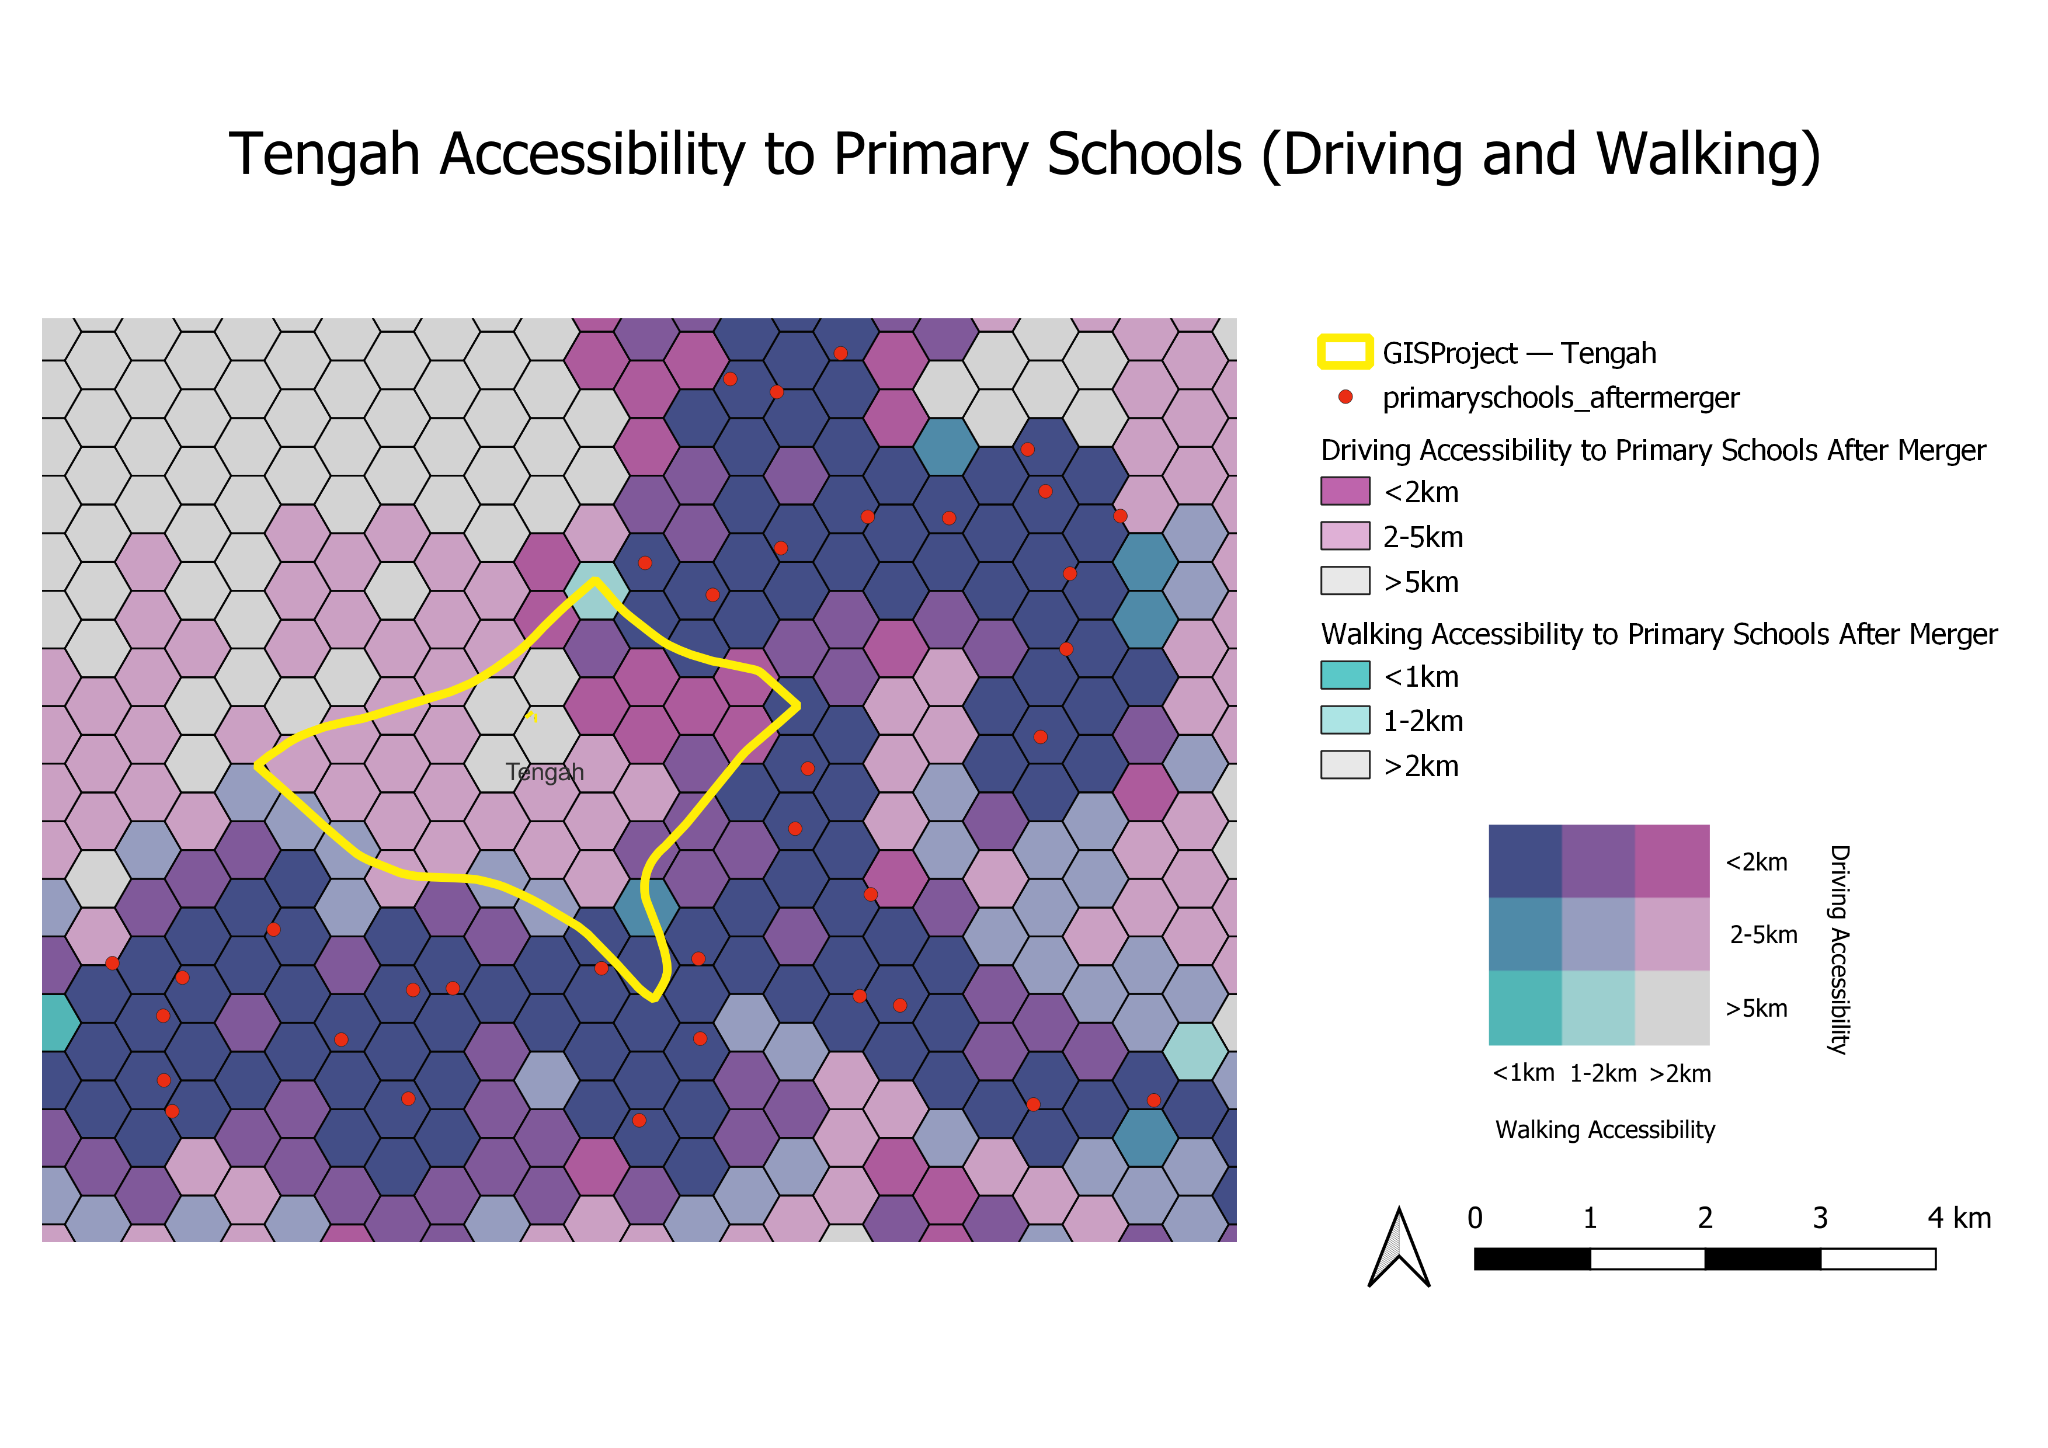 Tengah Accessibility to Primary Schools (Driving and Walking)
Tengah
GISProject — Tengah
primaryschools_aftermerger
Driving Accessibility to Primary Schools After Merger
<2km
2-5km
>5km
Walking Accessibility to Primary Schools After Merger
<1km
1-2km
>2km
<2km
2-5km
>5km
Driving Accessibility
<1km 1-2km >2km
Walking Accessibility
0 1 2 3 4 km